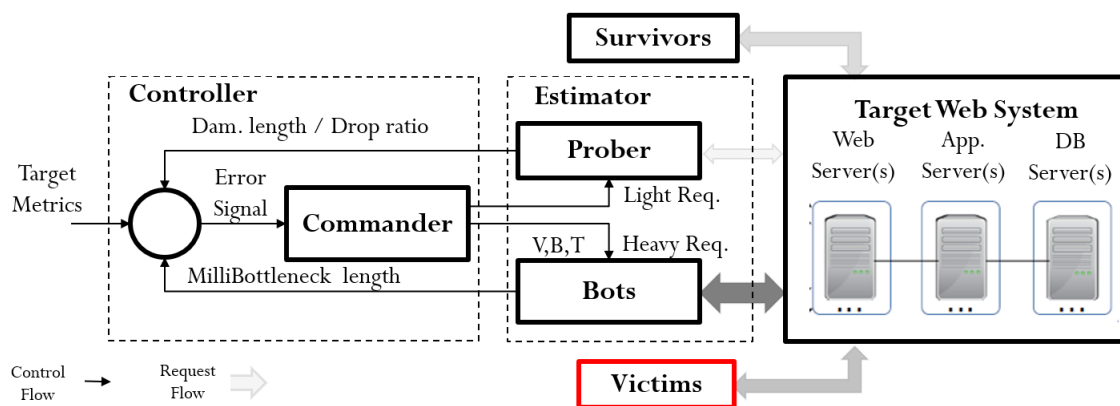 Survivors
Controller
Estimator
Target Web System
Dam. length / Drop ratio
Prober
Web
Server(s)
App.
Server(s)
DB
Server(s)
Target
Metrics
Error
Signal
Commander
Light Req.
V,B,T
Heavy Req.
MilliBottleneck length
Bots
Control
Flow
Request
Flow
Victims